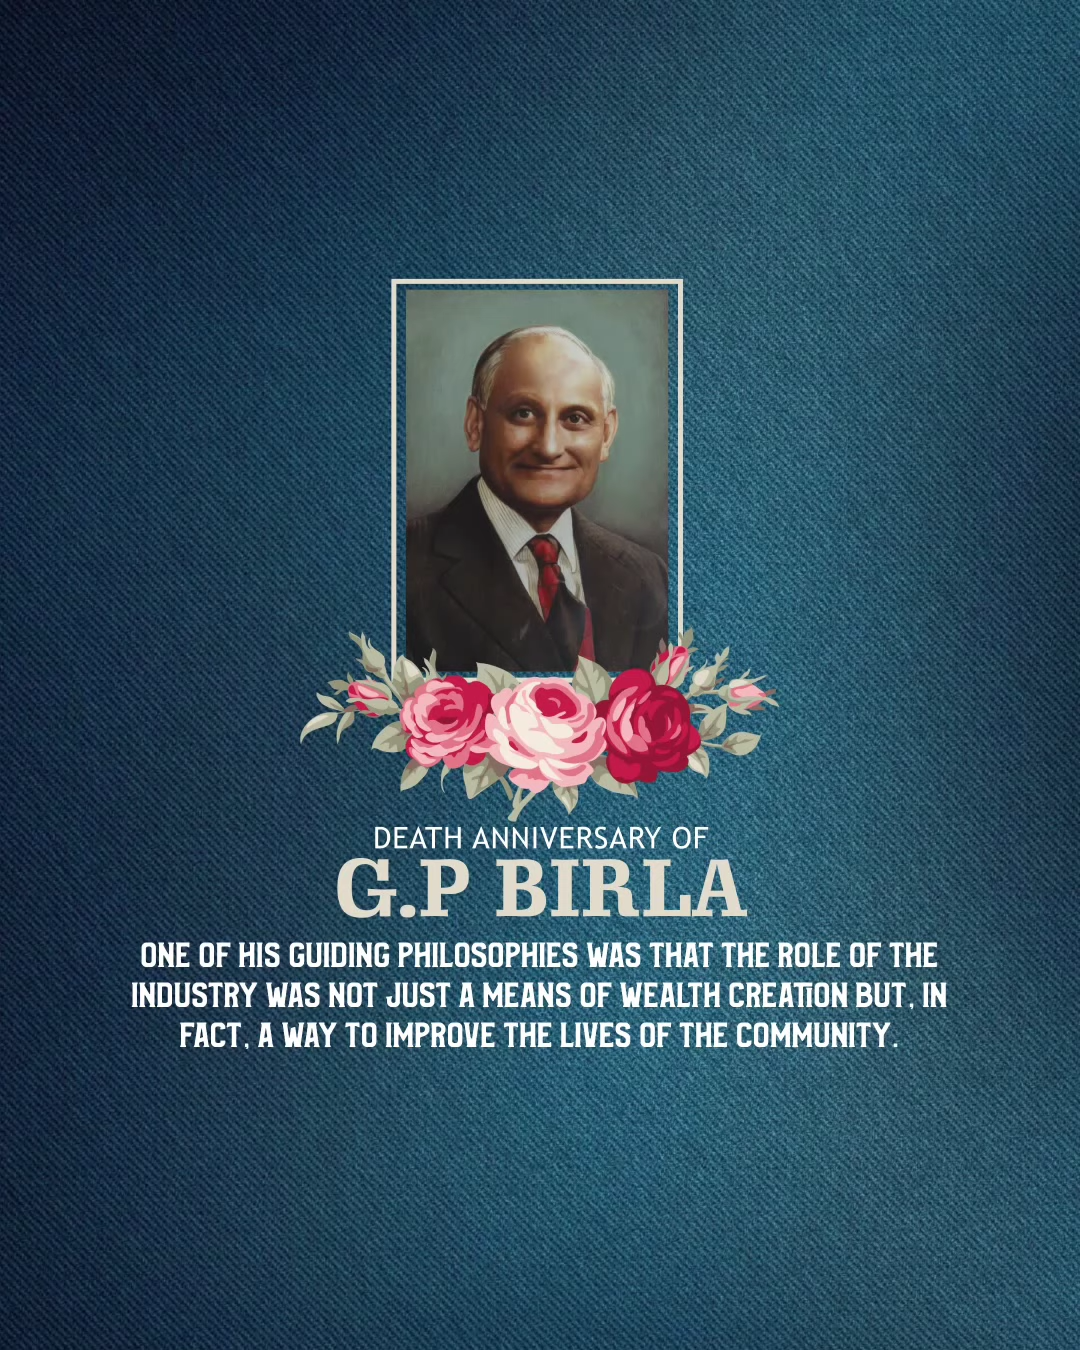 DEATH ANNIVERSARY OF
G.P BIRLA
ONE OF HIS GUIDING PHILOSOPHIES WAS THAT THE ROLE OF THE
INDUSTRY WAS NOT JUST A MEANS OF WEALTH CREATION BUT, IN
FACT, A WAY TO IMPROVE THE LIVES OF THE COMMUNITY.